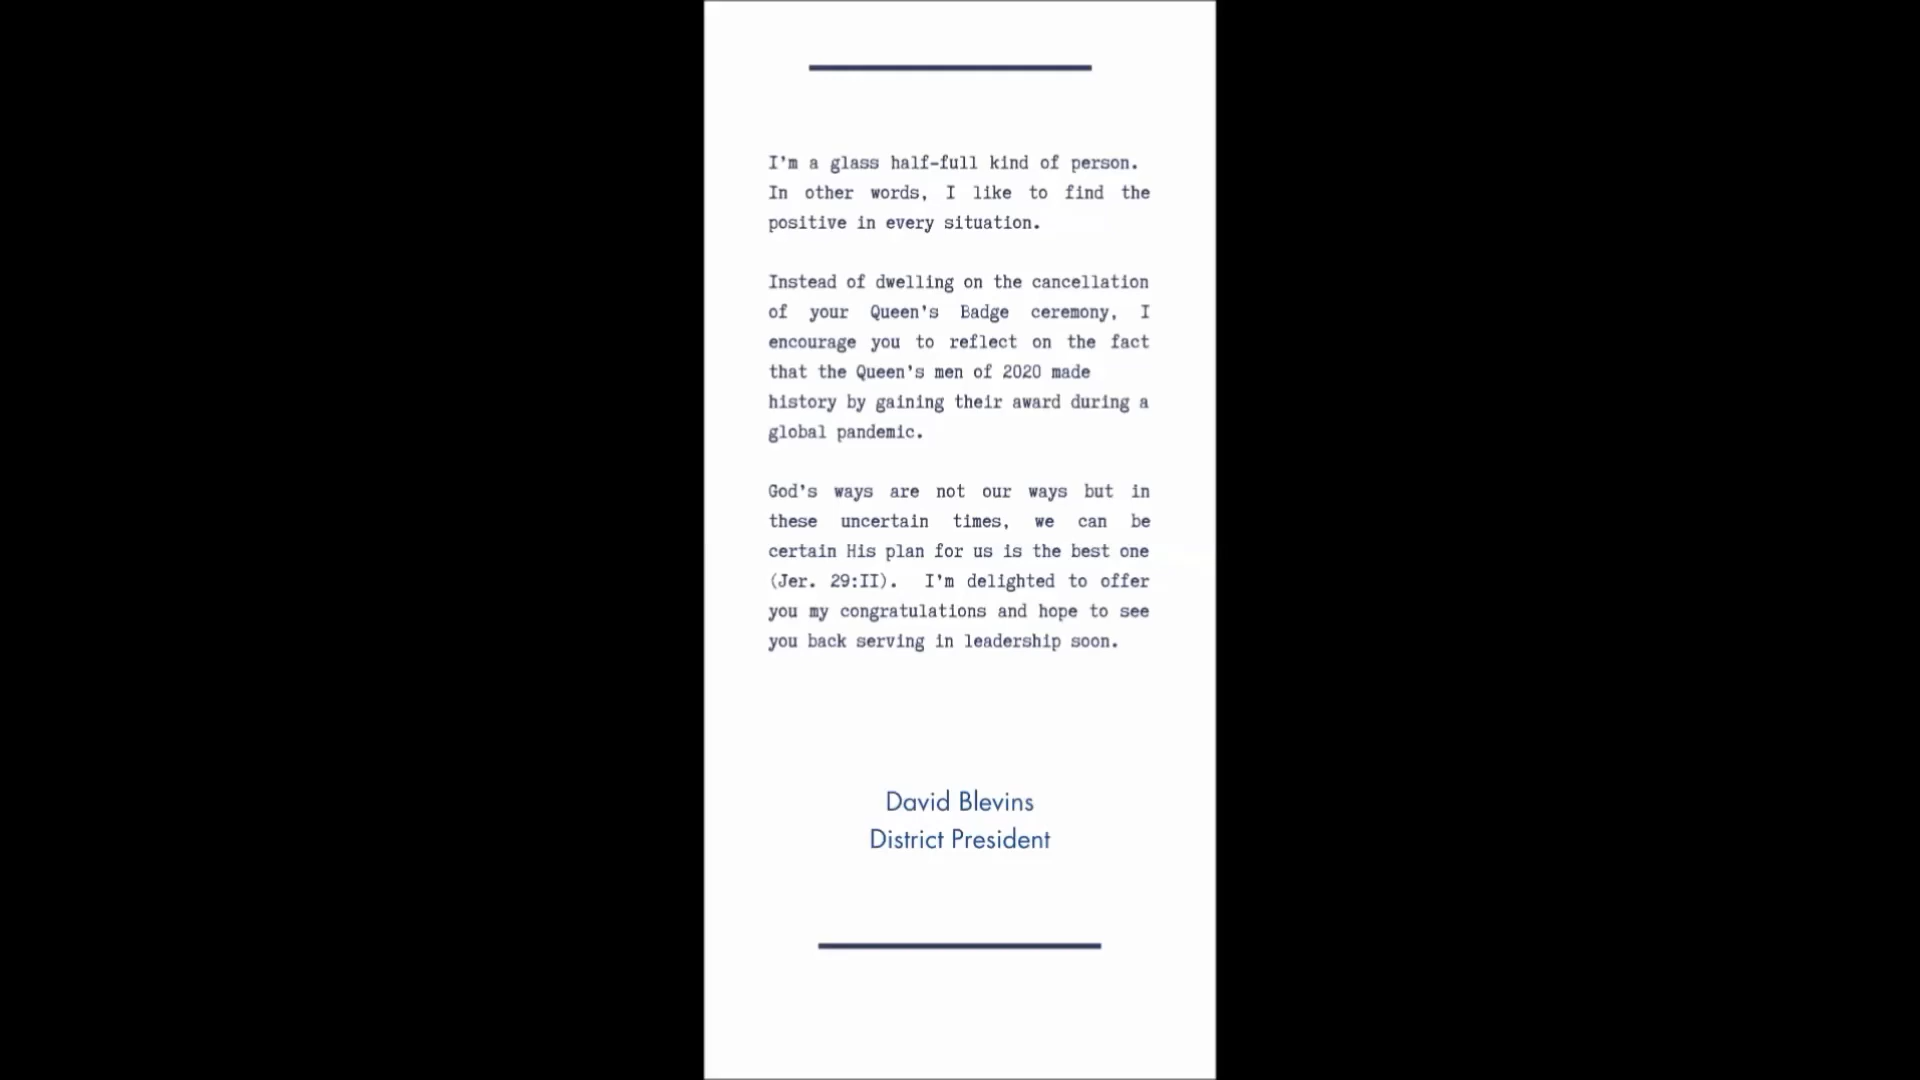 I'm a glass half-full kind of person.
In other words, I like to find the
positive in every situation.
Instead of dwelling on the cancellation
of your Queen's Badge ceremony, I
encourage you to reflect on the fact
that the Queen's men of 2020 made
history by gaining their award during a
global pandemic.
God's ways are not our ways but in
these uncertain times, we can be
certain His plan for us is the best one
(Jer. 29:II). I'm delighted to offer
you my congratulations and hope to see
you back serving in leadership soon.
David Blevins
District President